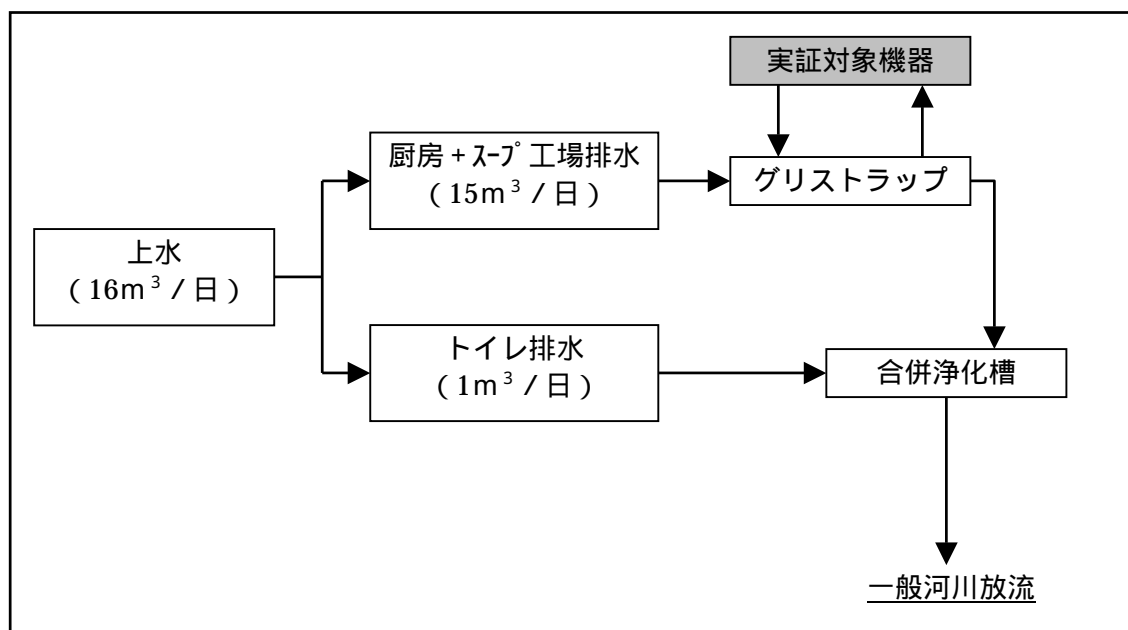 実証対象機器
厨房+ｽｰﾌﾟ工場排水
(15m³/日)
グリストラップ
上水
(16m³/日)
トイレ排水
(1m³/日)
合併浄化槽
一般河川放流